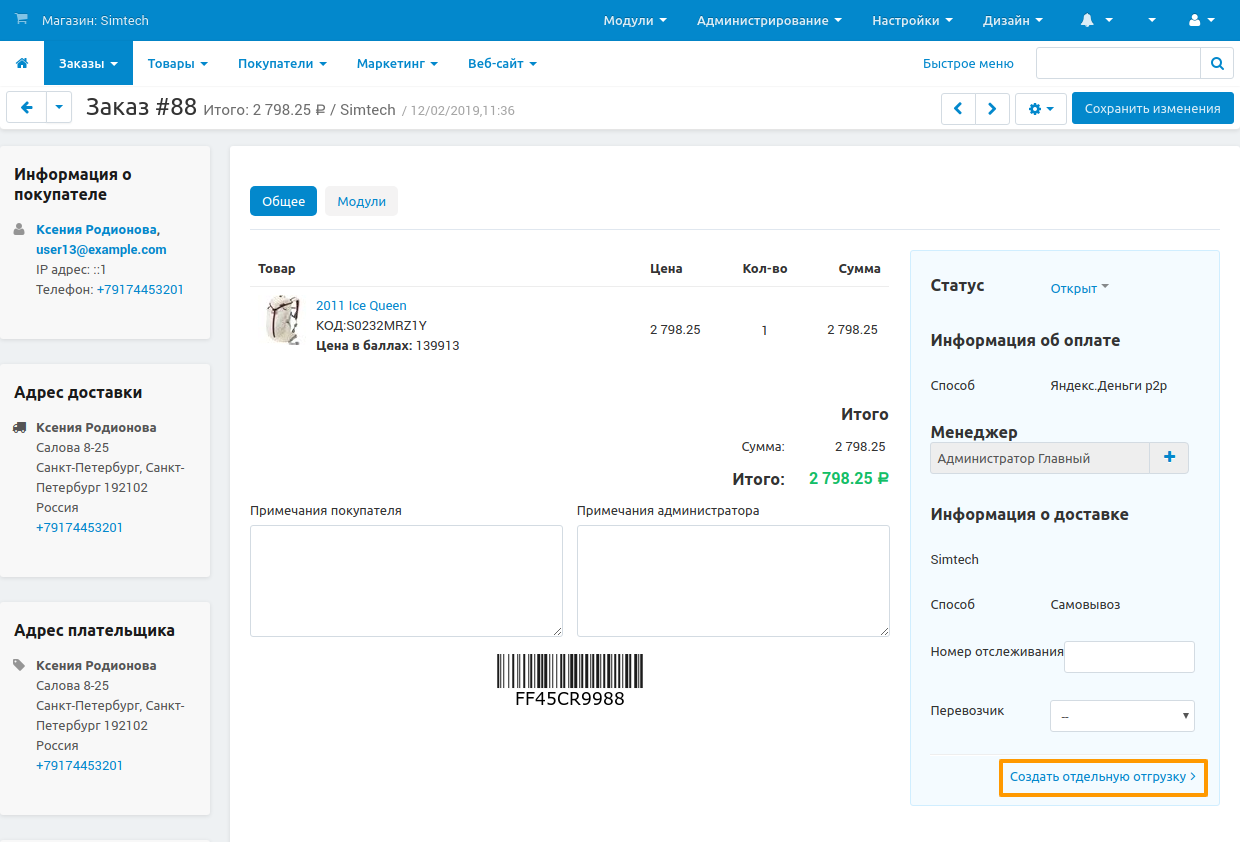 Магазин: Simtech
Модули
Администрирование
Настройки
Дизайн
Заказы
Товары
Покупатели
Маркетинг
Веб-сайт
Быстрое меню
Заказ #88 Итого: 2 798.25 ₽ / Simtech / 12/02/2019,11:36
Сохранить изменения
Информация о
покупателе
Ксения Родионова,
user13@example.com
IP адрес: ::1
Телефон: +79174453201
Адрес доставки
Ксения Родионова
Салова 8-25
Санкт-Петербург, Санкт-
Петербург 192102
Россия
+79174453201
Адрес плательщика
Ксения Родионова
Салова 8-25
Санкт-Петербург, Санкт-
Петербург 192102
Россия
+79174453201
Общее
Модули
Товар Цена Кол-во Сумма
2011 Ice Queen
КОД:S0232MRZ1Y
Цена в баллах: 139913
2 798.25 1 2 798.25
Итого
Сумма: 2 798.25
Итого: 2 798.25 ₽
Примечания покупателя
Примечания администратора
FF45CR9988
Статус Открыт
Информация об оплате
Способ Яндекс.Деньги p2p
Менеджер
Администратор Главный
Информация о доставке
Simtech
Способ Самовывоз
Номер отслеживания
Перевозчик --
Создать отдельную отгрузку